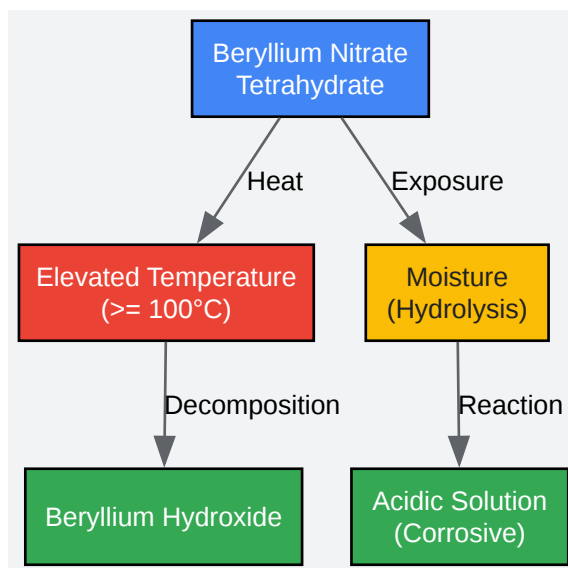 Beryllium Nitrate
Tetrahydrate
Heat
Exposure
Elevated Temperature
(>= 100°C)
Moisture
(Hydrolysis)
Decomposition
Reaction
Beryllium Hydroxide
Acidic Solution
(Corrosive)